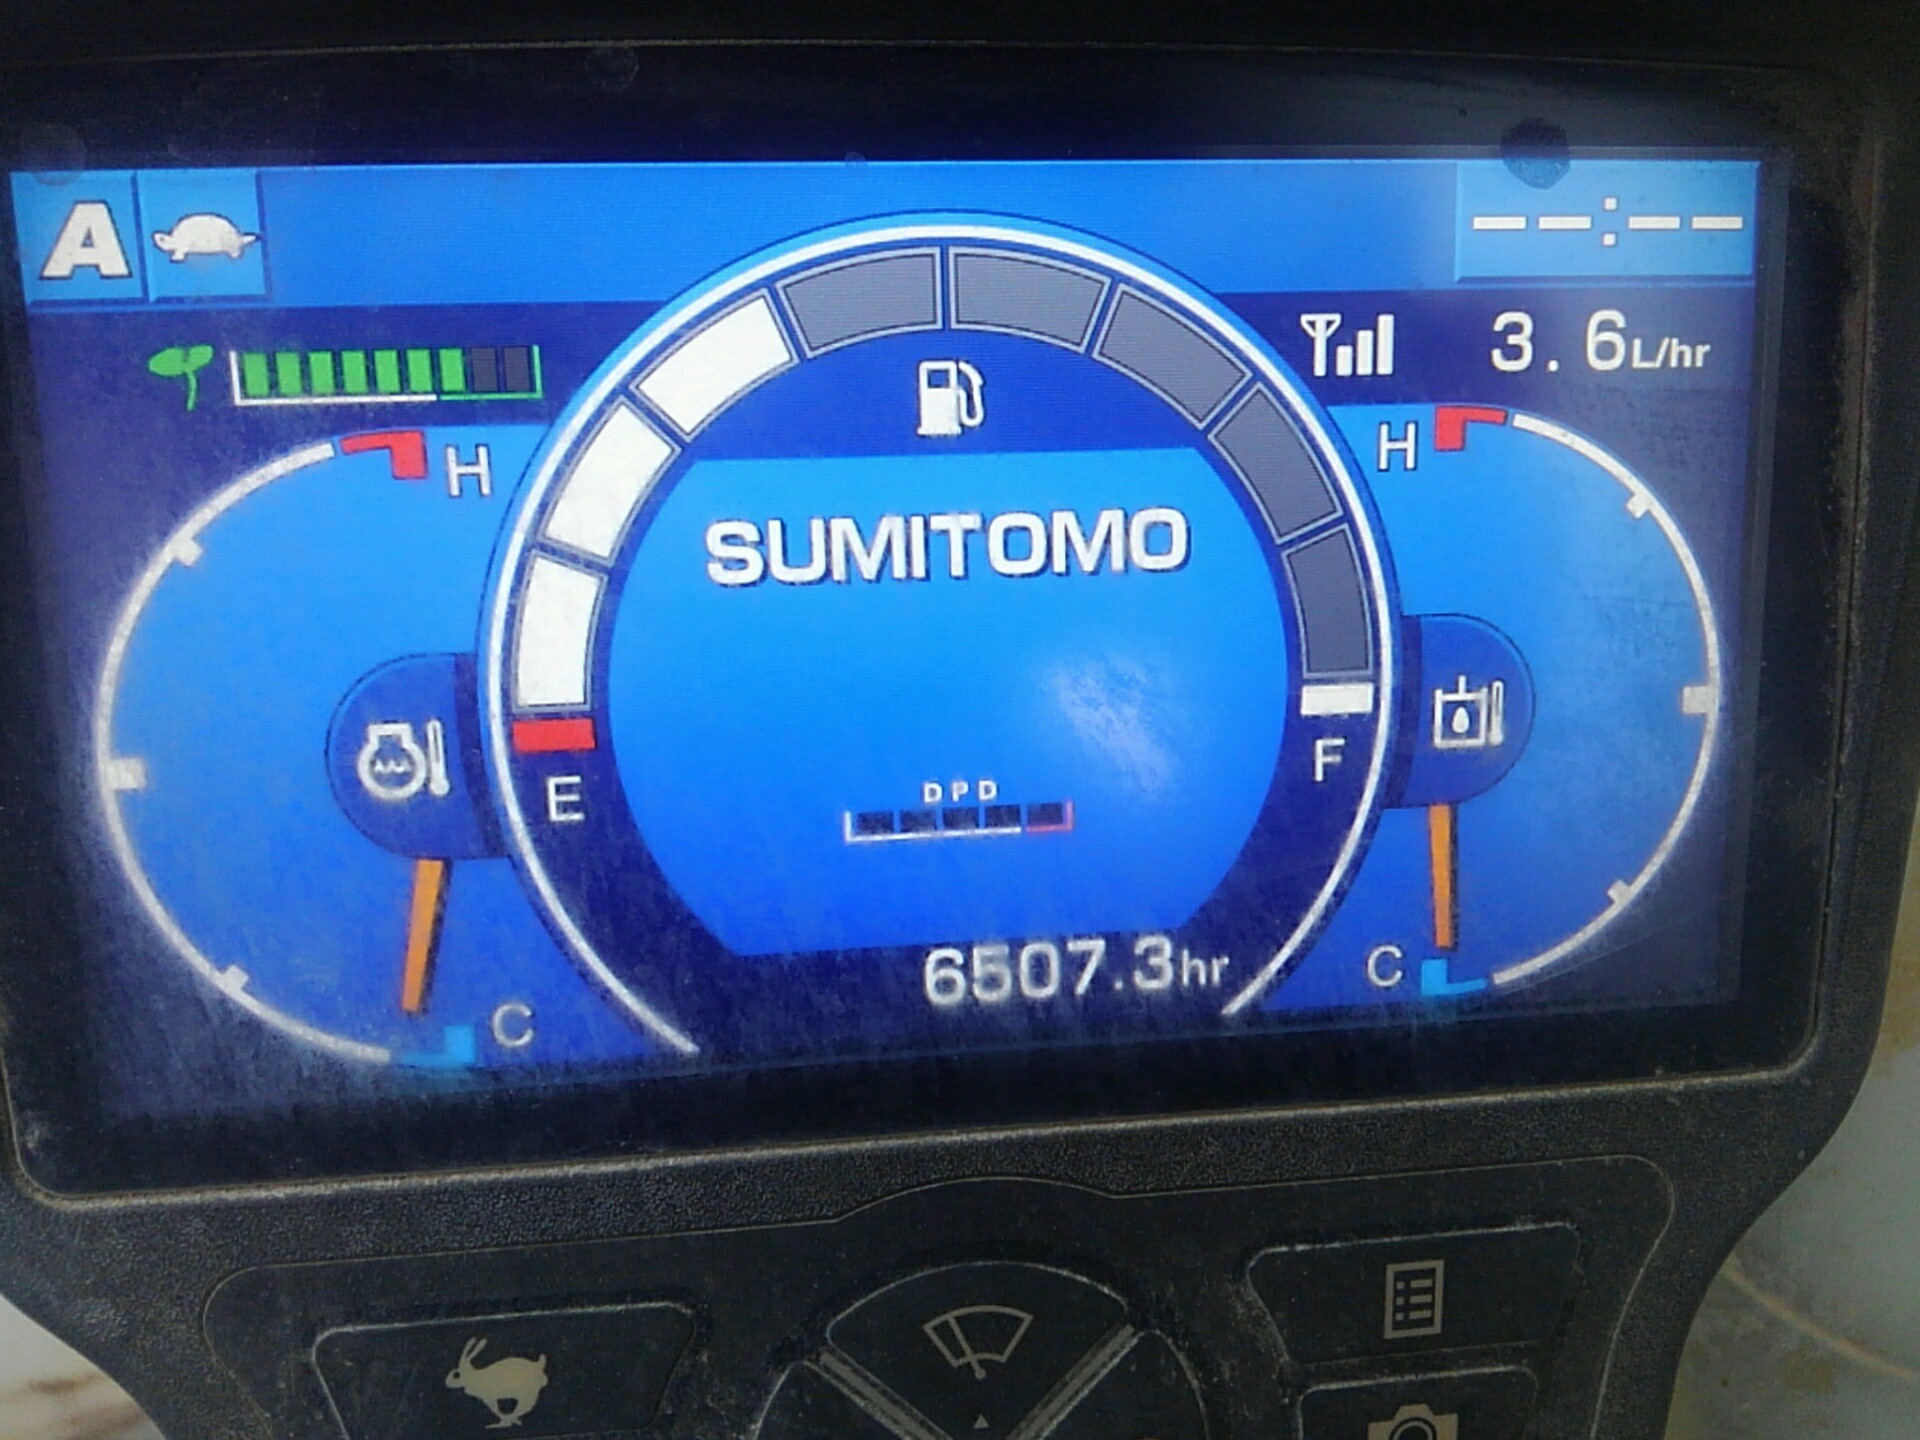 A
--:--
3.6L/hr
H
H
SUMITOMO
E
F
DPD
6507.3hr
C
C